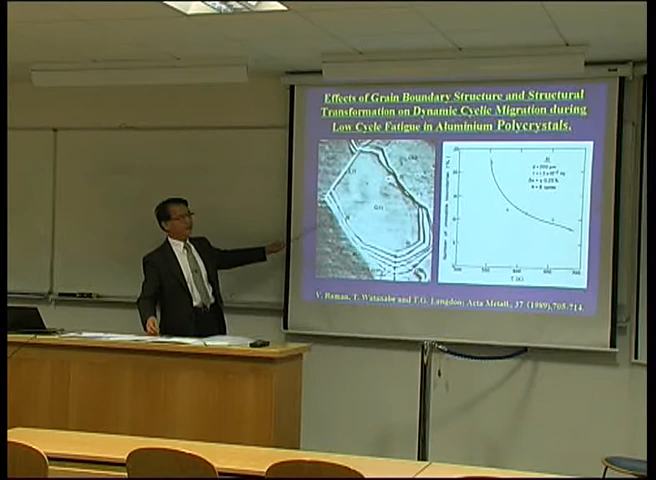 Effects of Grain Boundary Structure and Structural
Transformation on Dynamic Cyclic Migration during
Low Cycle Fatigue in Aluminium Polycrystals.
V. Raman, T. Watanabe and T.G. Langdon: Acta Metall., 37 (1989), 705-714.